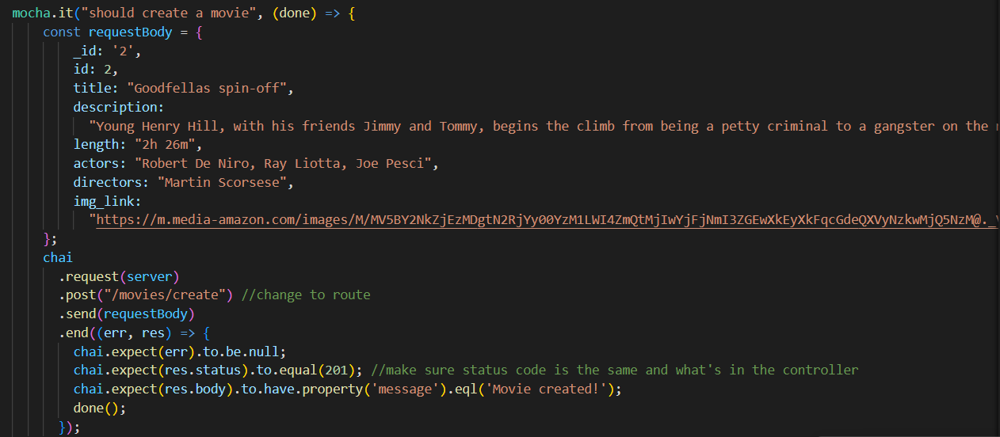 mocha.it("should create a movie", (done) => {
const requestBody = {
_id: '2',
id: 2,
title: "Goodfellas spin-off",
description:
"Young Henry Hill, with his friends Jimmy and Tommy, begins the climb from being a petty criminal to a gangster on the
length: "2h 26m",
actors: "Robert De Niro, Ray Liotta, Joe Pesci",
directors: "Martin Scorsese",
img_link:
"https://m.media-amazon.com/images/M/MV5BY2NkZjEzMDgtN2RjYy00YzM1LWI4ZmQtMjIwYjFjNmI3ZGEwXkEyXkFqcGdeQXVyNzkwMjQ5NzM@._
};
chai
.request(server)
.post("/movies/create") //change to route
.send(requestBody)
.end((err, res) => {
chai.expect(err).to.be.null;
chai.expect(res.status).to.equal(201); //make sure status code is the same and what's in the controller
chai.expect(res.body).to.have.property('message').eql('Movie created!');
done();
});